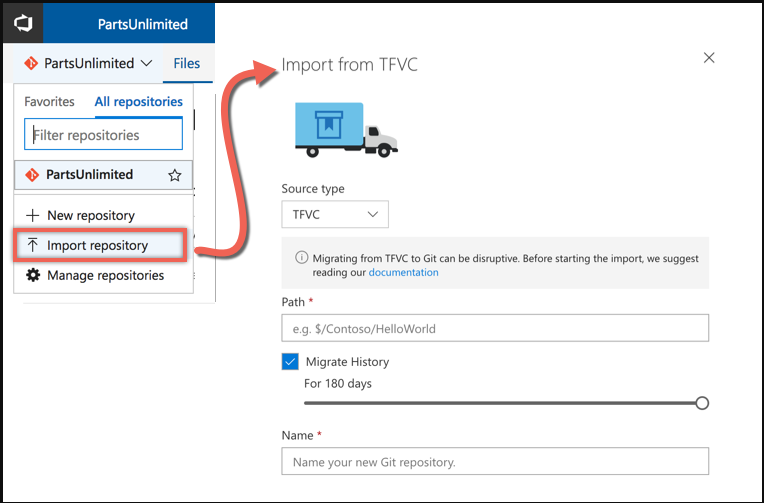 PartsUnlimited
PartsUnlimited
Files
Favorites
All repositories
Filter repositories
PartsUnlimited
New repository
Import repository
Manage repositories
Import from TFVC
Source type
TFVC
Migrating from TFVC to Git can be disruptive. Before starting the import, we suggest
reading our documentation
Path *
e.g. $/Contoso/HelloWorld
Migrate History
For 180 days
Name *
Name your new Git repository.